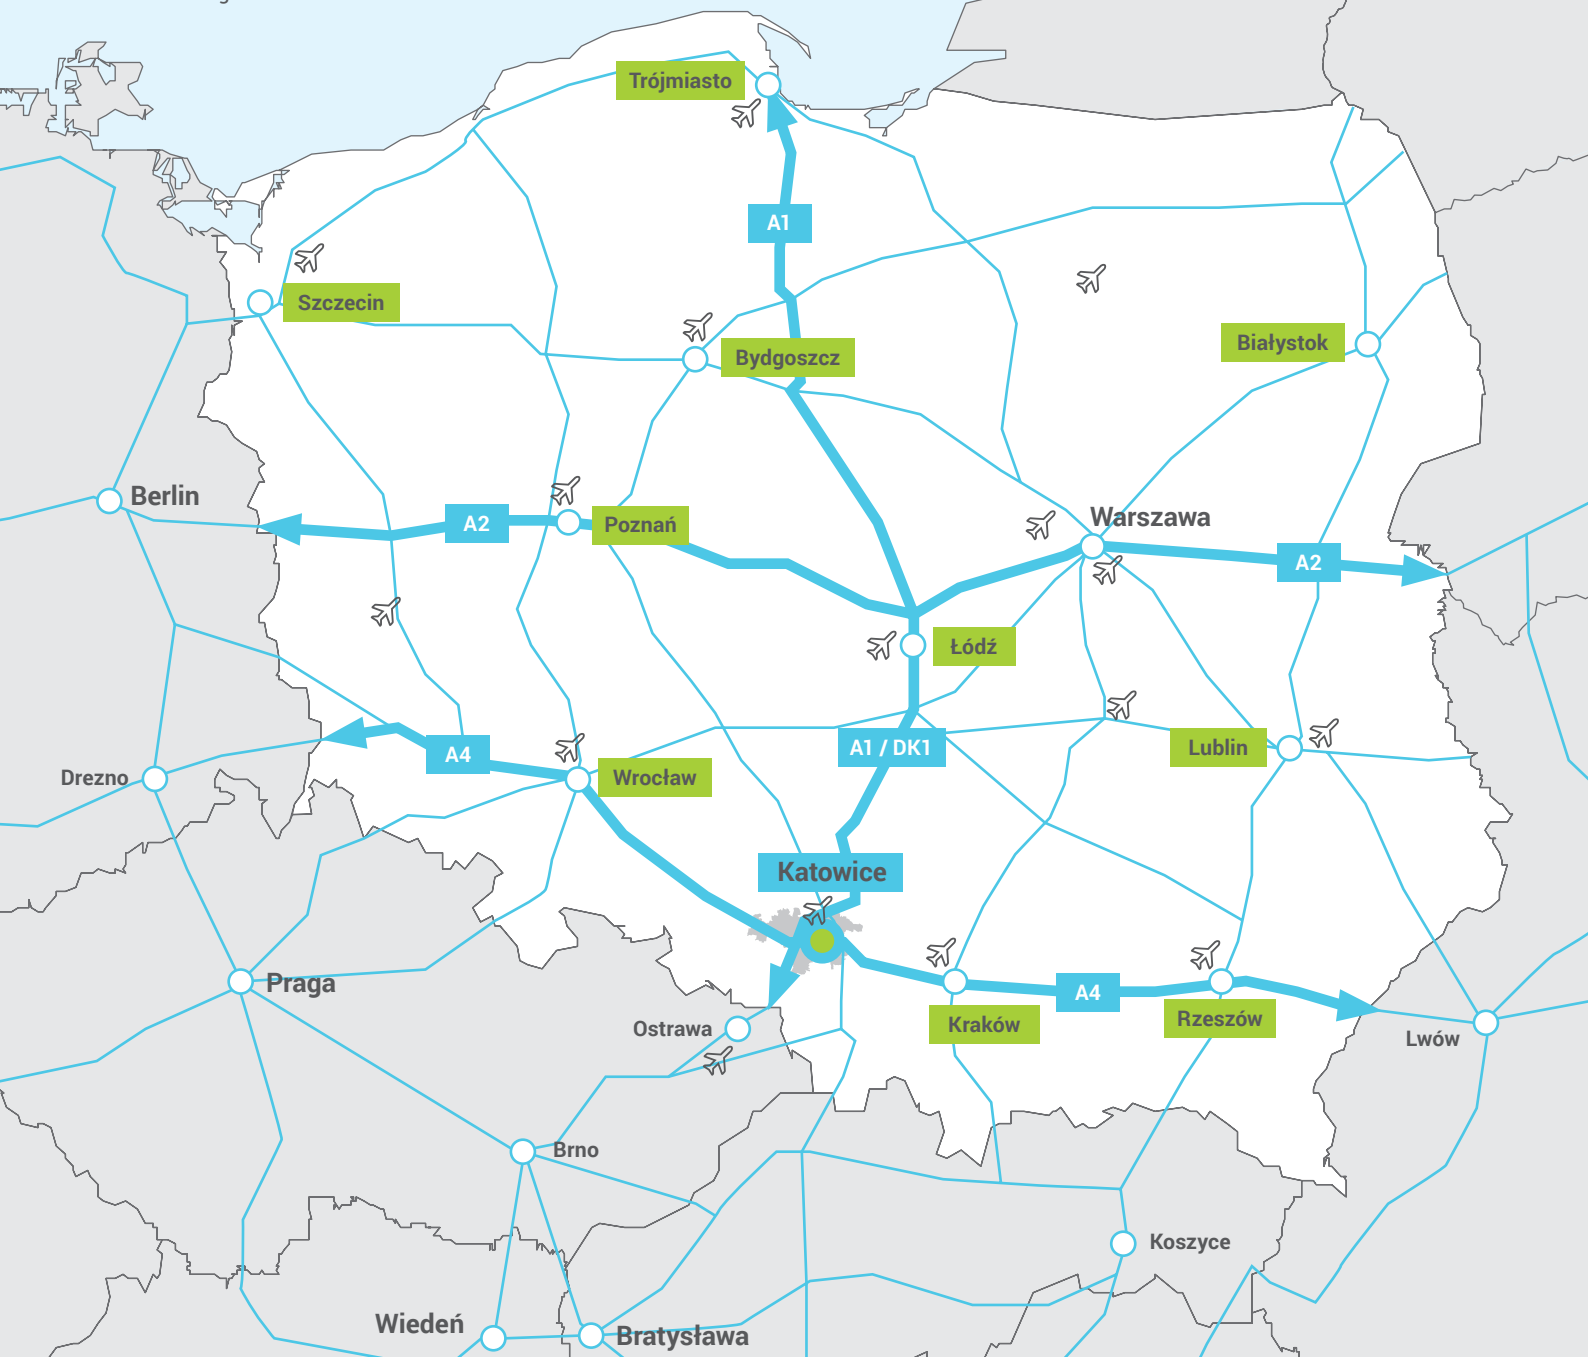 Trójmiasto
A1
Szczecin
Bydgoszcz
Białystok
Berlin
A2
Poznań
Warszawa
A2
Łódź
A4
A1 / DK1
Lublin
Drezno
Wrocław
Katowice
Praga
A4
Ostrawa
Kraków
Rzeszów
Lwów
Brno
Koszyce
Wiedeń
Bratysława